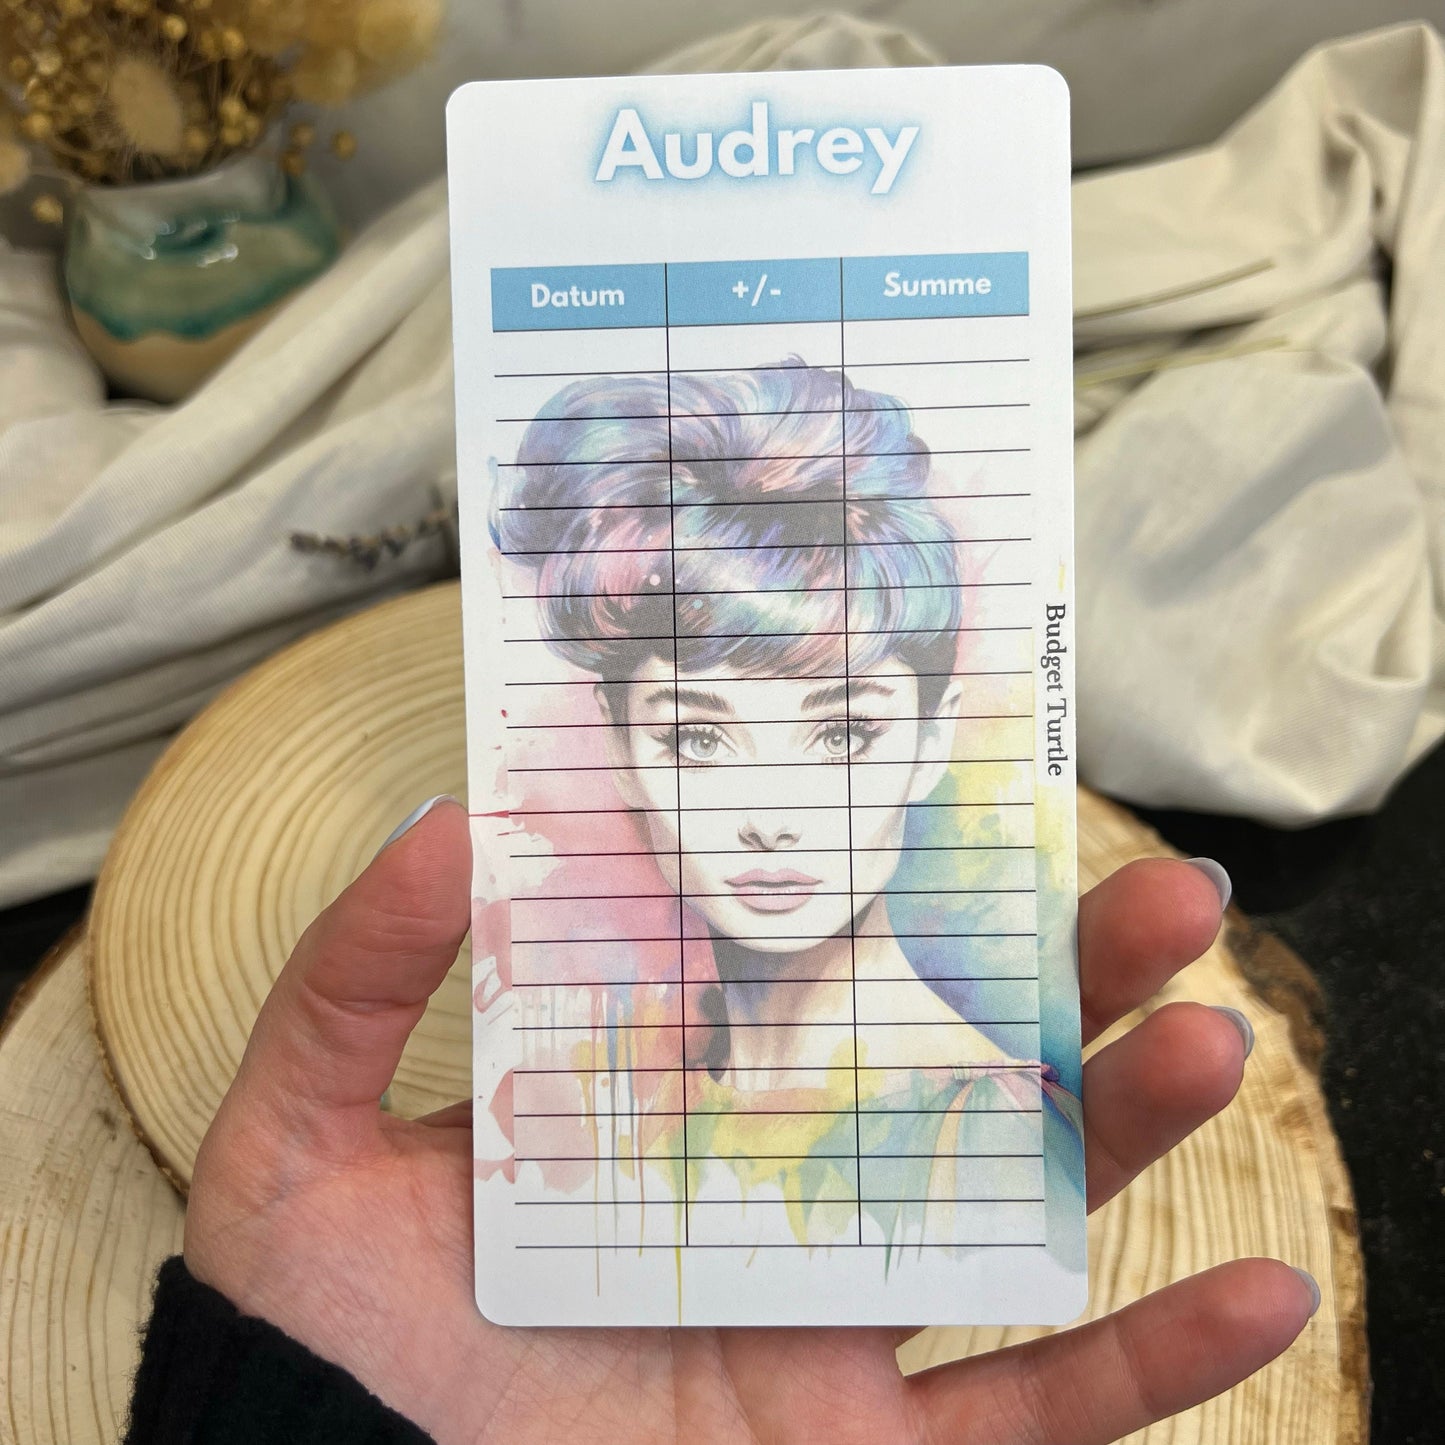 Audrey
Datum +/- Summe
Budget Turtle